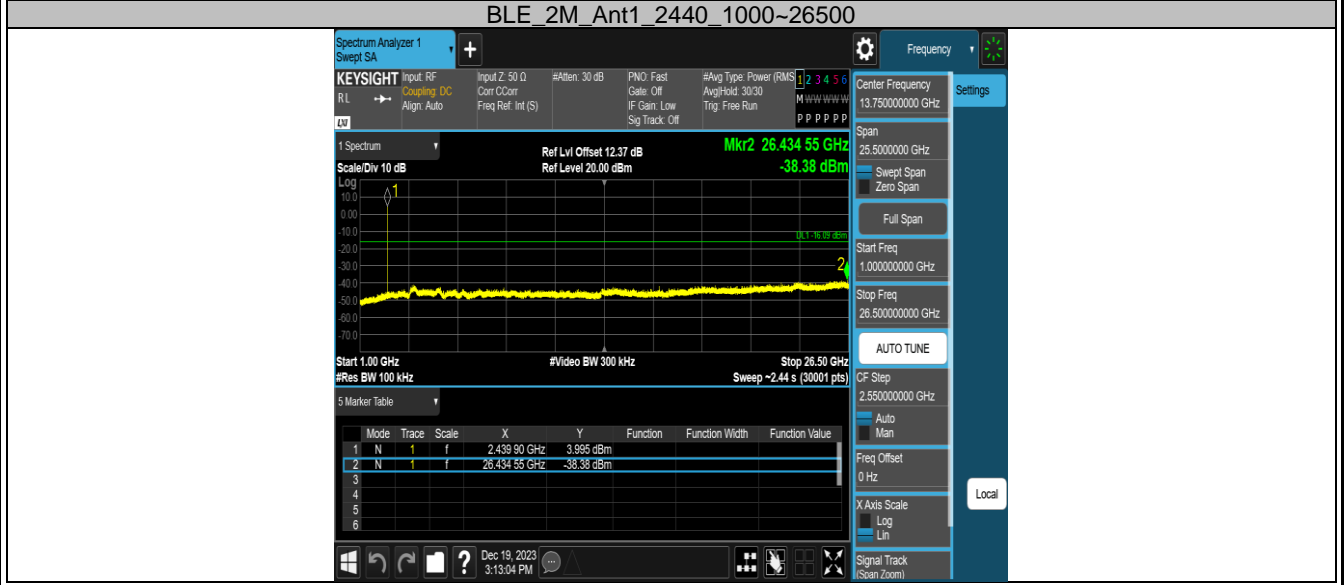 BLE_2M_Ant1_2440_1000~26500
Spectrum Analyzer 1
Swept SA
Frequency
KEYSIGHT
RL
LXI
Input: RF
Coupling: DC
Align: Auto
Input Z: 50 Ω
Corr CCorr
Freq Ref: Int (S)
#Atten: 30 dB
PNO: Fast
Gate: Off
IF Gain: Low
Sig Track: Off
#Avg Type: Power (RMS
Avg|Hold: 30/30
Trig: Free Run
1 2 3 4 5 6
M W W W W W
P P P P P P
1 Spectrum
Scale/Div 10 dB
Ref Lvl Offset 12.37 dB
Ref Level 20.00 dBm
Mkr2 26.434 55 GHz
-38.38 dBm
Log
10.0
0.00
-10.0
-20.0
-30.0
-40.0
-50.0
-60.0
-70.0
1
DL1 -16.09 dBm
2
Start 1.00 GHz
#Res BW 100 kHz
#Video BW 300 kHz
Stop 26.50 GHz
Sweep ~2.44 s (30001 pts)
5 Marker Table
Mode Trace Scale X Y Function Function Width Function Value
1 N 1 f 2.439 90 GHz 3.995 dBm
2 N 1 f 26.434 55 GHz -38.38 dBm
3
4
5
6
Dec 19, 2023
3:13:04 PM
Center Frequency
13.750000000 GHz
Settings
Span
25.5000000 GHz
Swept Span
Zero Span
Full Span
Start Freq
1.000000000 GHz
Stop Freq
26.500000000 GHz
AUTO TUNE
CF Step
2.550000000 GHz
Auto
Man
Freq Offset
0 Hz
X Axis Scale
Log
Lin
Local
Signal Track
(Span Zoom)